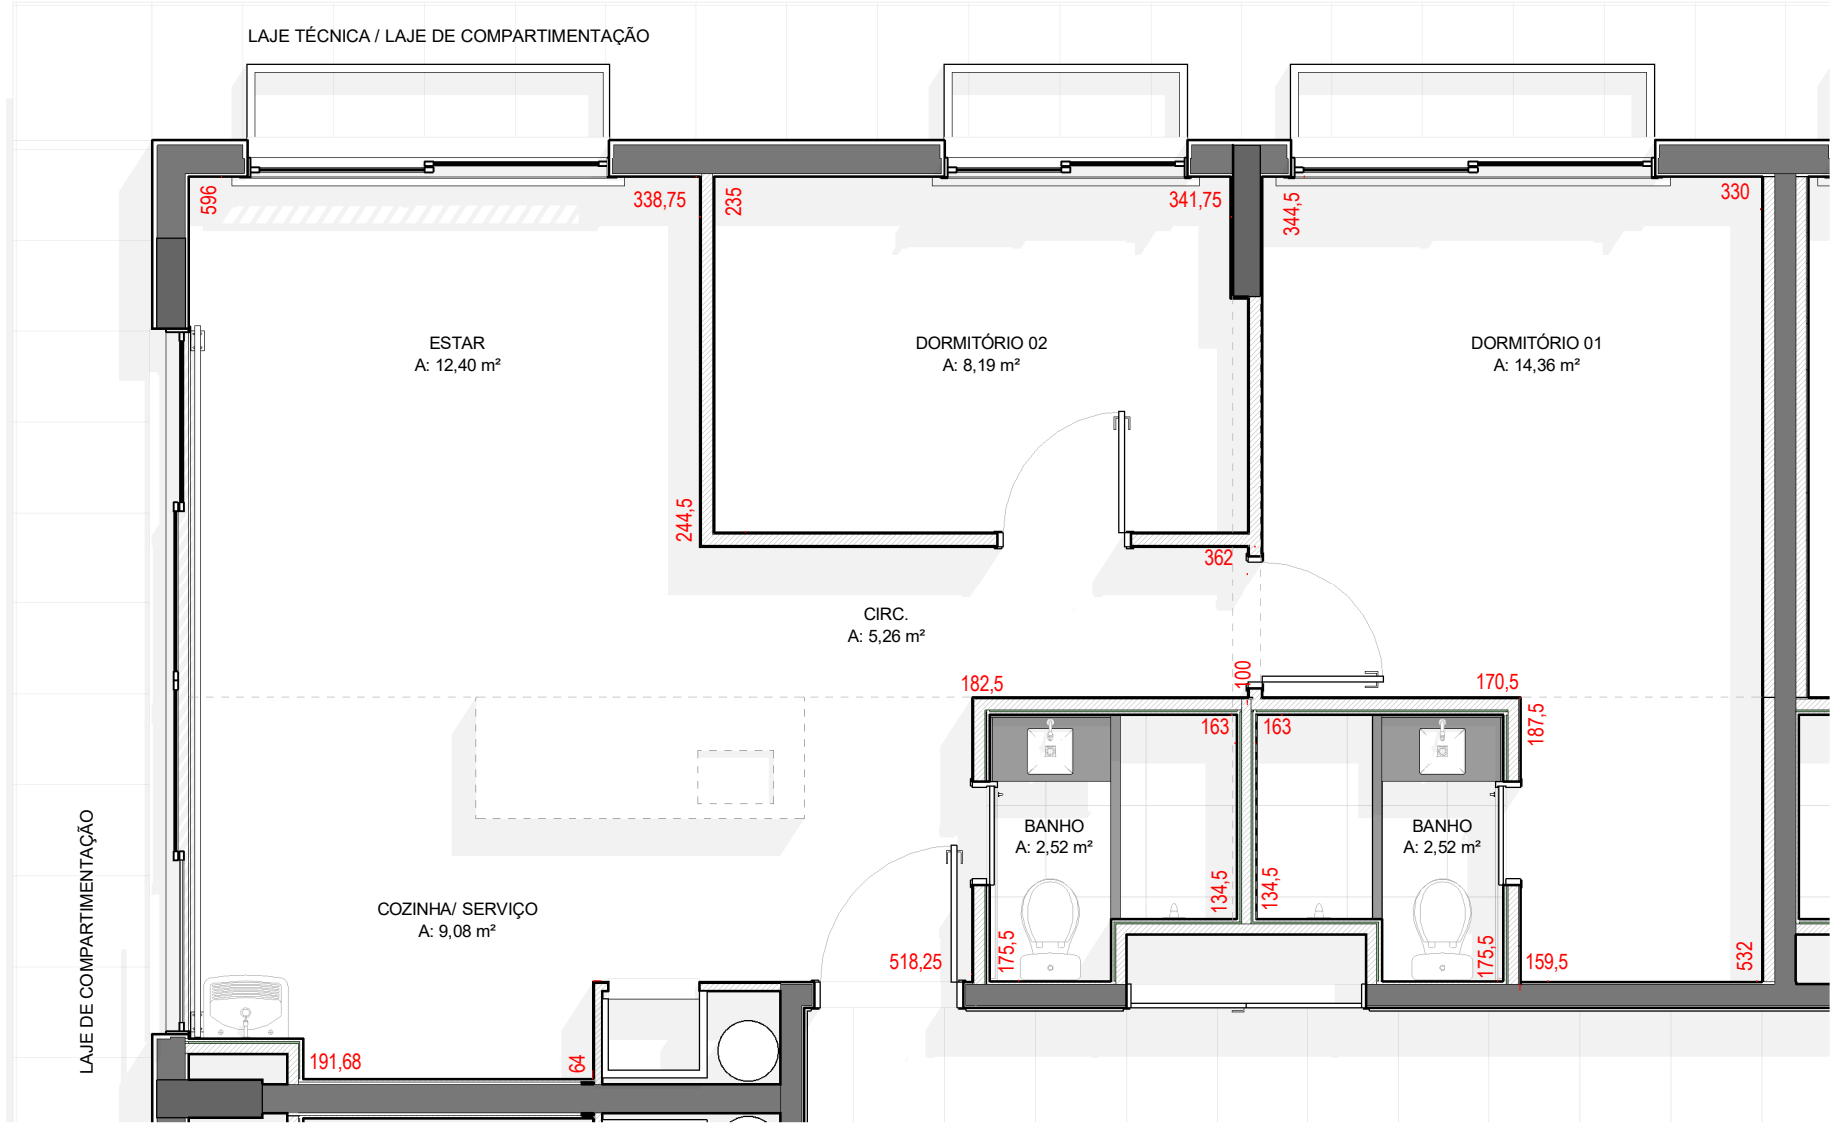 LAJE TÉCNICA / LAJE DE COMPARTIMENTAÇÃO
596
338,75
235
341,75
344,5
330
ESTAR
A: 12,40 m²
DORMITÓRIO 02
A: 8,19 m²
DORMITÓRIO 01
A: 14,36 m²
244,5
362
CIRC.
A: 5,26 m²
182,5
100
170,5
163
163
187,5
BANHO
A: 2,52 m²
BANHO
A: 2,52 m²
LAJE DE COMPARTIMENTAÇÃO
COZINHA/ SERVIÇO
A: 9,08 m²
134,5
134,5
518,25
175,5
175,5
159,5
532
191,68
64